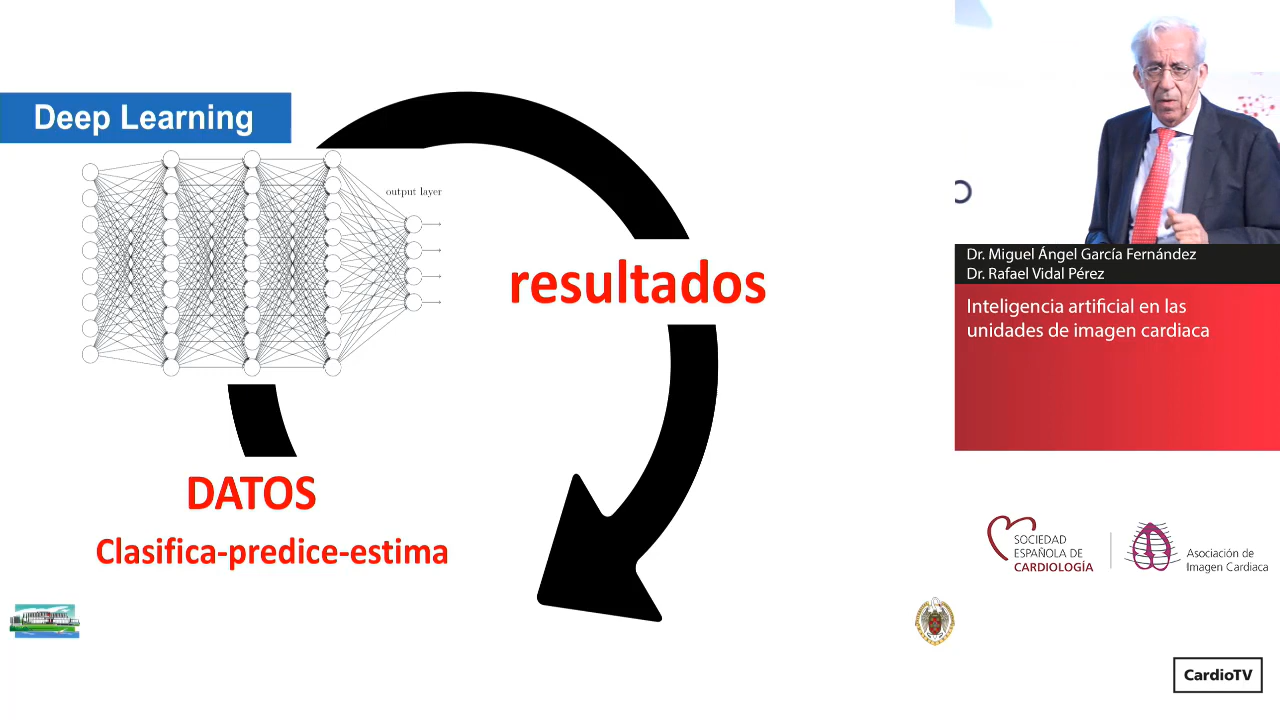 Deep Learning
output layer
resultados
DATOS
Clasifica-predice-estima
Dr. Miguel Ángel García Fernández
Dr. Rafael Vidal Pérez
Inteligencia artificial en las
unidades de imagen cardiaca
SOCIEDAD
ESPAÑOLA DE
CARDIOLOGÍA
Asociación de
Imagen Cardiaca
CardioTV